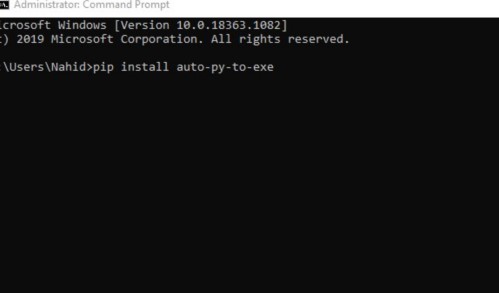 Administrator: Command Prompt
icrosoft Windows [Version 10.0.18363.1082]
) 2019 Microsoft Corporation. All rights reserved.
:\Users\Nahid>pip install auto-py-to-exe